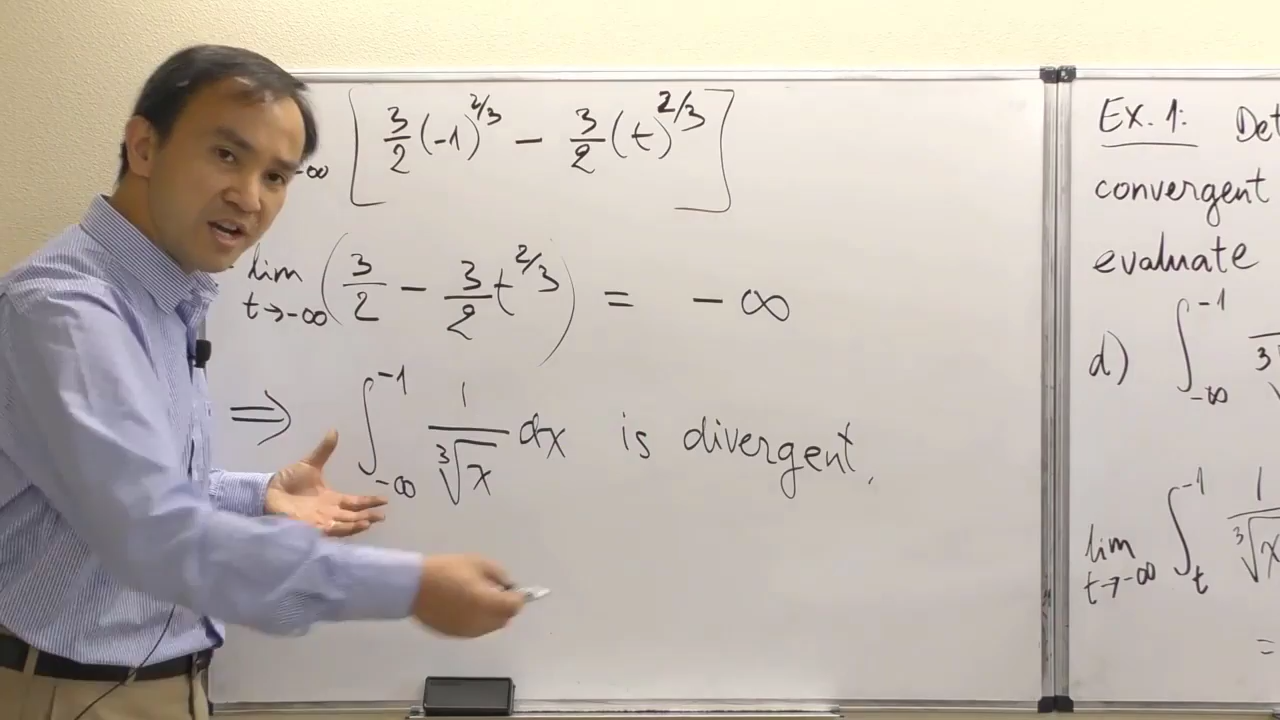 -∞ [ 3/2 (-1)^2/3 - 3/2 (t)^2/3 ]
lim t→-∞ ( 3/2 - 3/2 t^2/3 ) = -∞
⇒ ∫_-∞^-1 1/∛x dx is divergent.
Ex. 1: Det
convergent
evaluate
d) ∫_-∞^-1 3√
lim t→-∞ ∫_t^-1 1/∛x
=